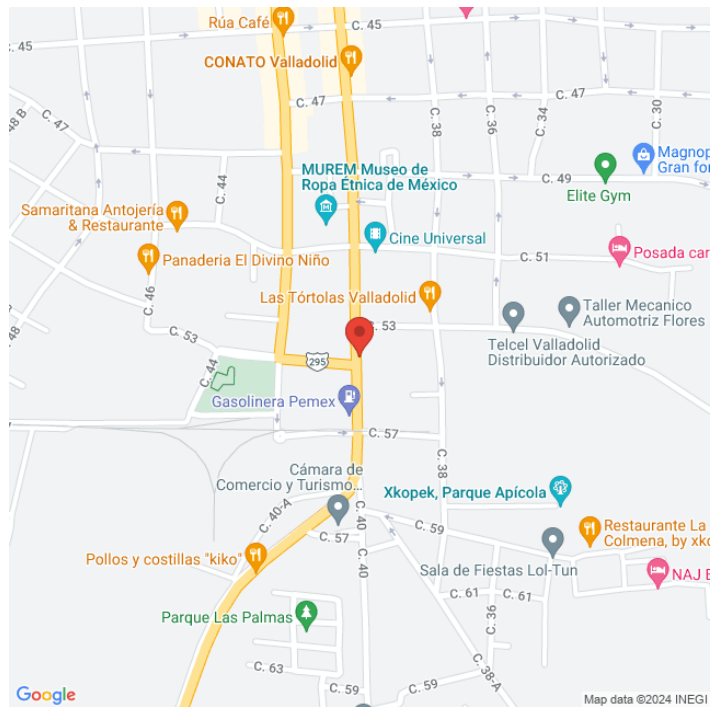 Rúa Café
C. 45
C. 45
CONATO Valladolid
C. 47
C. 47
C. 30
48 B
C. 47
C. 38
C. 36
C. 34
Magnop
Gran for
MUREM Museo de
Ropa Étnica de México
C. 49
Elite Gym
C. 44
Samaritana Antojería
& Restaurante
Cine Universal
Posada car
Panaderia El Divino Niño
C. 51
C. 46
Las Tórtolas Valladolid
Taller Mecanico
Automotriz Flores
C. 48
C. 53
C. 53
Telcel Valladolid
Distribuidor Autorizado
C. 44
295
Gasolinera Pemex
C. 57
C. 38
Cámara de
Comercio y Turismo...
Xkopek, Parque Apícola
C. 40-A
C. 40
C. 59
Restaurante La
Colmena, by xko
C. 57
Pollos y costillas "kiko"
Sala de Fiestas Lol-Tun
NAJ E
C. 40
C. 61
C. 61
Parque Las Palmas
C. 36
C. 63
C. 59
C. 38-A
C. 59
Google
Map data ©2024 INEGI